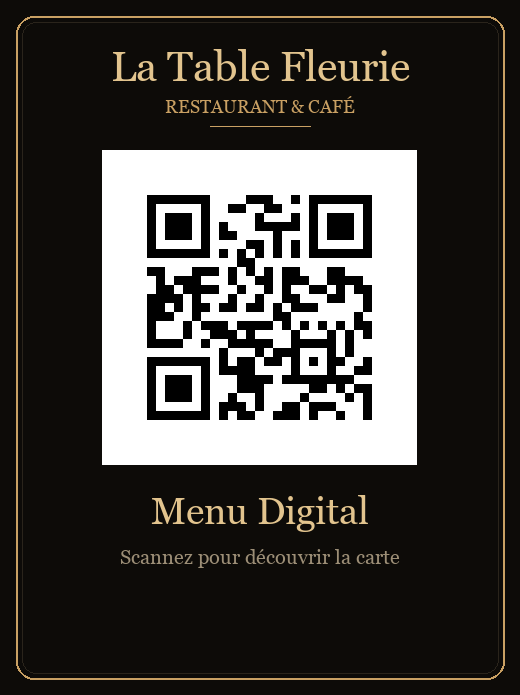 La Table Fleurie
RESTAURANT & CAFÉ
Menu Digital
Scannez pour découvrir la carte